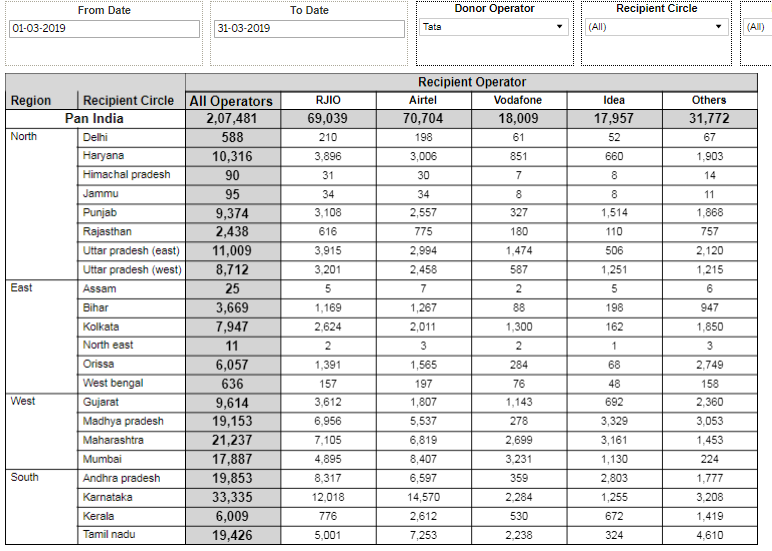 From Date To Date Donor Operator Recipient Circle
01-03-2019 31-03-2019 Tata (All) (All)
Recipient Operator
Region Recipient Circle All Operators RJIO Airtel Vodafone Idea Others
Pan India 2,07,481 69,039 70,704 18,009 17,957 31,772
North Delhi 588 210 198 61 52 67
Haryana 10,316 3,896 3,006 851 660 1,903
Himachal pradesh 90 31 30 7 8 14
Jammu 95 34 34 8 8 11
Punjab 9,374 3,108 2,557 327 1,514 1,868
Rajasthan 2,438 616 775 180 110 757
Uttar pradesh (east) 11,009 3,915 2,994 1,474 506 2,120
Uttar pradesh (west) 8,712 3,201 2,458 587 1,251 1,215
East Assam 25 5 7 2 5 6
Bihar 3,669 1,169 1,267 88 198 947
Kolkata 7,947 2,624 2,011 1,300 162 1,850
North east 11 2 3 2 1 3
Orissa 6,057 1,391 1,565 284 68 2,749
West bengal 636 157 197 76 48 158
West Gujarat 9,614 3,612 1,807 1,143 692 2,360
Madhya pradesh 19,153 6,956 5,537 278 3,329 3,053
Maharashtra 21,237 7,105 6,819 2,699 3,161 1,453
Mumbai 17,887 4,895 8,407 3,231 1,130 224
South Andhra pradesh 19,853 8,317 6,597 359 2,803 1,777
Karnataka 33,335 12,018 14,570 2,284 1,255 3,208
Kerala 6,009 776 2,612 530 672 1,419
Tamil nadu 19,426 5,001 7,253 2,238 324 4,610